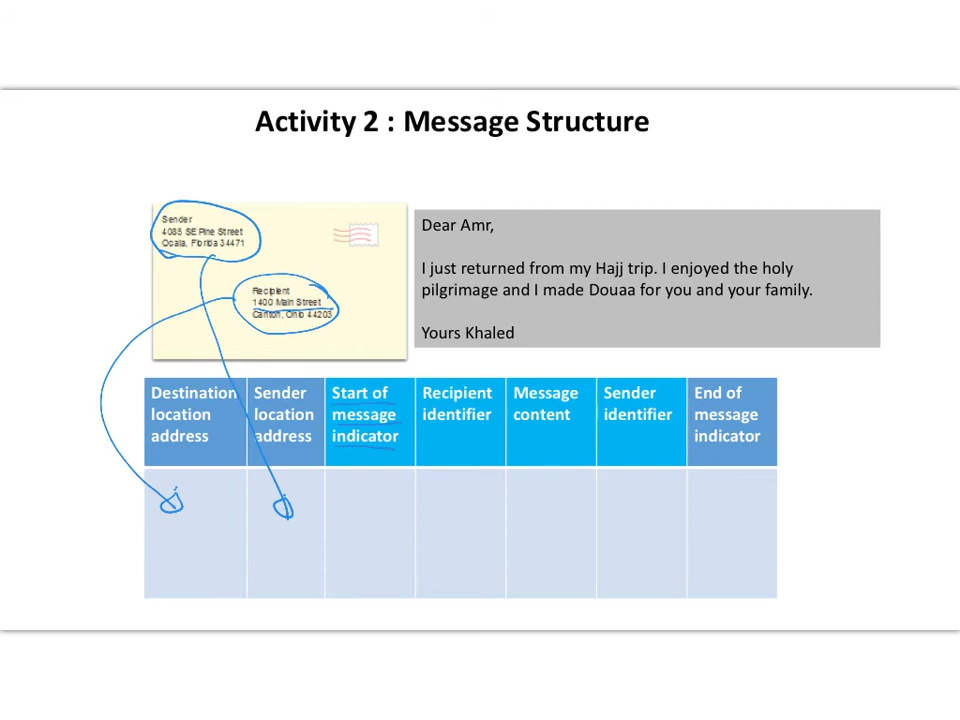 Activity 2 : Message Structure
Sender
4085 SE Pine Street
Ocala, Florida 34471
Recipient
1400 Main Street
Canton, Ohio 44203
Dear Amr,
I just returned from my Hajj trip. I enjoyed the holy
pilgrimage and I made Douaa for you and your family.
Yours Khaled
Destination location address
Sender location address
Start of message indicator
Recipient identifier
Message content
Sender identifier
End of message indicator